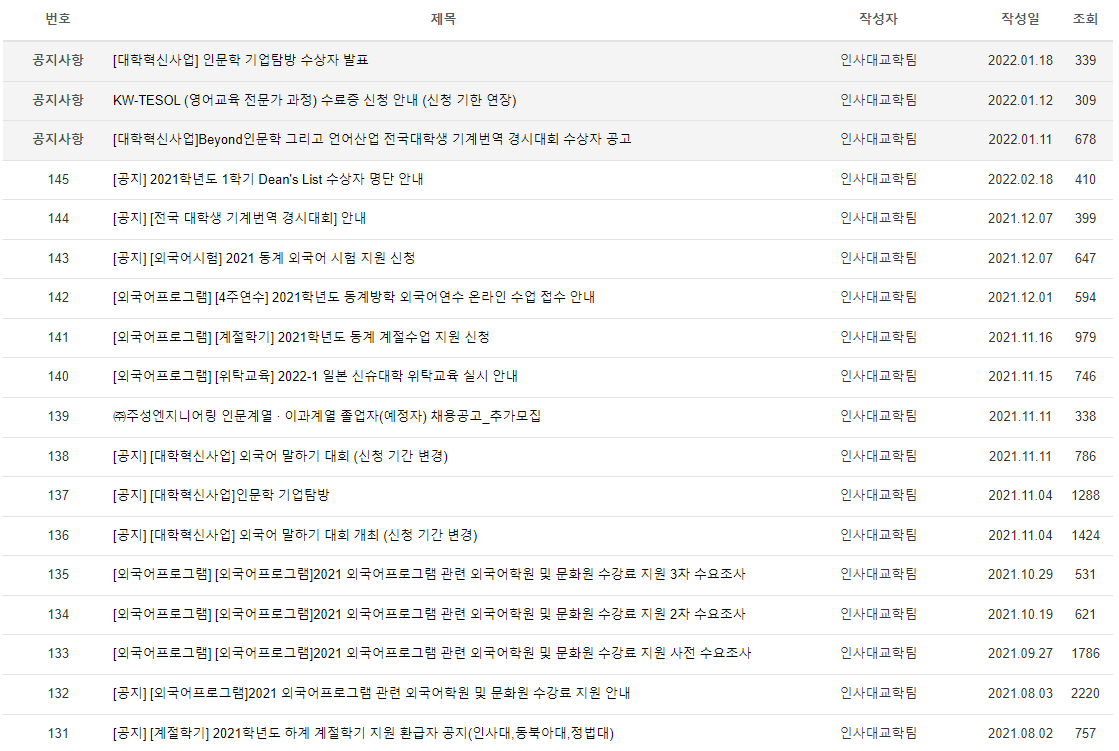 번호 제목 작성자 작성일 조회
공지사항 [대학혁신사업] 인문학 기업탐방 수상자 발표 인사대교학팀 2022.01.18 339
공지사항 KW-TESOL (영어교육 전문가 과정) 수료증 신청 안내 (신청 기한 연장) 인사대교학팀 2022.01.12 309
공지사항 [대학혁신사업]Beyond인문학 그리고 언어산업 전국대학생 기계번역 경시대회 수상자 공고 인사대교학팀 2022.01.11 678
145 [공지] 2021학년도 1학기 Dean's List 수상자 명단 안내 인사대교학팀 2022.02.18 410
144 [공지] [전국 대학생 기계번역 경시대회] 안내 인사대교학팀 2021.12.07 399
143 [공지] [외국어시험] 2021 동계 외국어 시험 지원 신청 인사대교학팀 2021.12.07 647
142 [외국어프로그램] [4주연수] 2021학년도 동계방학 외국어연수 온라인 수업 접수 안내 인사대교학팀 2021.12.01 594
141 [외국어프로그램] [계절학기] 2021학년도 동계 계절수업 지원 신청 인사대교학팀 2021.11.16 979
140 [외국어프로그램] [위탁교육] 2022-1 일본 신슈대학 위탁교육 실시 안내 인사대교학팀 2021.11.15 746
139 ㈜주성엔지니어링 인문계열 · 이과계열 졸업자(예정자) 채용공고_추가모집 인사대교학팀 2021.11.11 338
138 [공지] [대학혁신사업] 외국어 말하기 대회 (신청 기간 변경) 인사대교학팀 2021.11.11 786
137 [공지] [대학혁신사업]인문학 기업탐방 인사대교학팀 2021.11.04 1288
136 [공지] [대학혁신사업] 외국어 말하기 대회 개최 (신청 기간 변경) 인사대교학팀 2021.11.04 1424
135 [외국어프로그램] [외국어프로그램]2021 외국어프로그램 관련 외국어학원 및 문화원 수강료 지원 3차 수요조사 인사대교학팀 2021.10.29 531
134 [외국어프로그램] [외국어프로그램]2021 외국어프로그램 관련 외국어학원 및 문화원 수강료 지원 2차 수요조사 인사대교학팀 2021.10.19 621
133 [외국어프로그램] [외국어프로그램]2021 외국어프로그램 관련 외국어학원 및 문화원 수강료 지원 사전 수요조사 인사대교학팀 2021.09.27 1786
132 [공지] [외국어프로그램]2021 외국어프로그램 관련 외국어학원 및 문화원 수강료 지원 안내 인사대교학팀 2021.08.03 2220
131 [공지] [계절학기] 2021학년도 하계 계절학기 지원 환급자 공지(인사대,동북아대,정법대) 인사대교학팀 2021.08.02 757